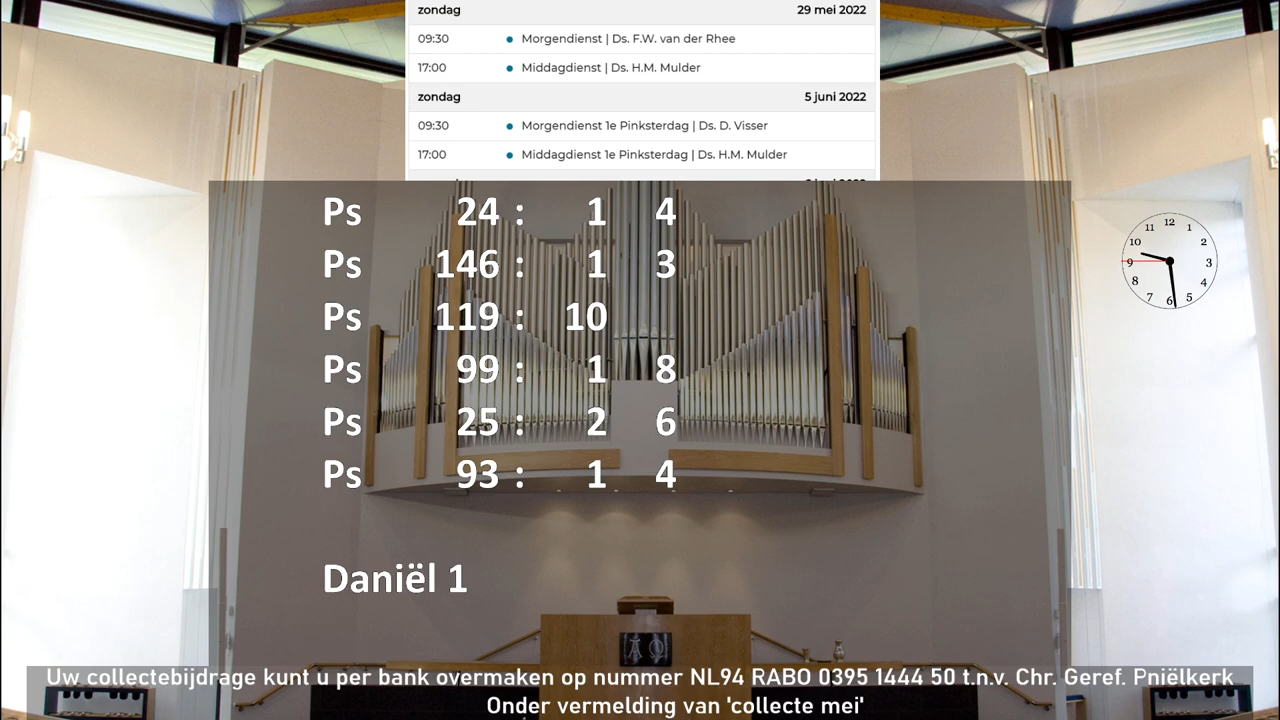 zondag 29 mei 2022
09:30 • Morgendienst | Ds. F.W. van der Rhee
17:00 • Middagdienst | Ds. H.M. Mulder
zondag 5 juni 2022
09:30 • Morgendienst 1e Pinksterdag | Ds. D. Visser
17:00 • Middagdienst 1e Pinksterdag | Ds. H.M. Mulder
Ps 24 : 1 4
Ps 146 : 1 3
Ps 119 : 10
Ps 99 : 1 8
Ps 25 : 2 6
Ps 93 : 1 4
12 1 2 3 4 5 6 7 8 9 10 11
Daniël 1
Α Ω
Uw collectebijdrage kunt u per bank overmaken op nummer NL94 RABO 0395 1444 50 t.n.v. Chr. Geref. Pniëlkerk
Onder vermelding van 'collecte mei'